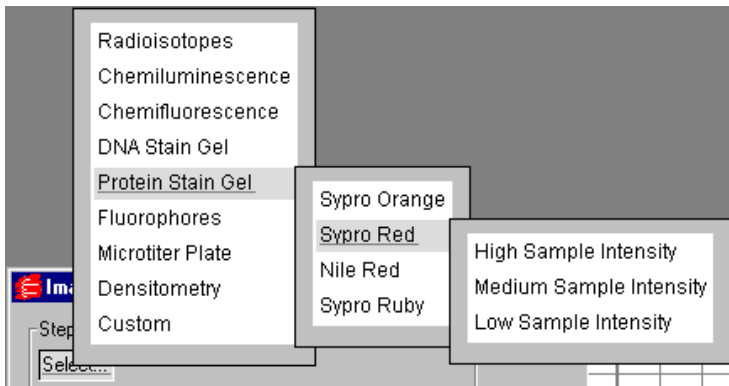 Radioisotopes
Chemiluminescence
Chemifluorescence
DNA Stain Gel
Protein Stain Gel
Fluorophores
Microtiter Plate
Densitometry
Custom
Sypro Orange
Sypro Red
Nile Red
Sypro Ruby
High Sample Intensity
Medium Sample Intensity
Low Sample Intensity
Step
Select...